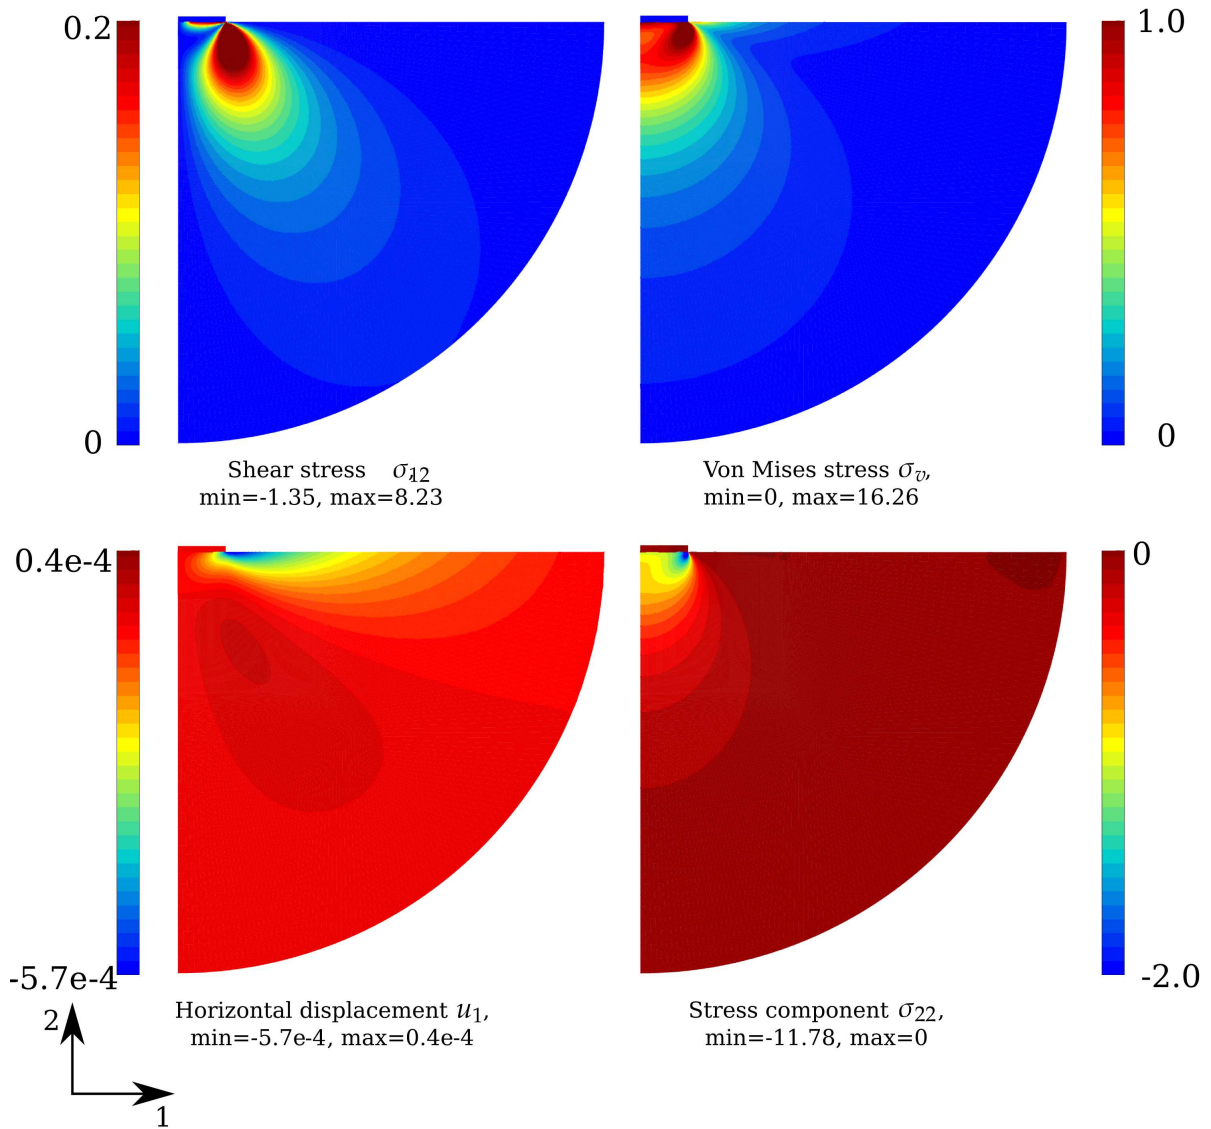 0.2
0
Shear stress σ12
min=-1.35, max=8.23
1.0
0
Von Mises stress σv,
min=0, max=16.26
0.4e-4
-5.7e-4
Horizontal displacement u1,
min=-5.7e-4, max=0.4e-4
0
-2.0
Stress component σ22,
min=-11.78, max=0
2
1